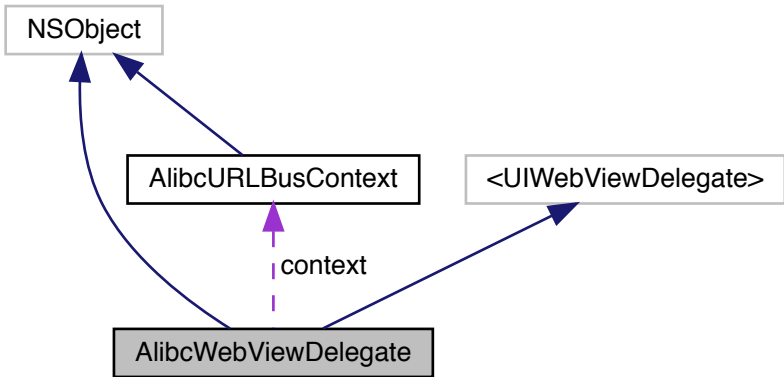 NSObject
AlibcURLBusContext
<UIWebViewDelegate>
context
AlibcWebViewDelegate